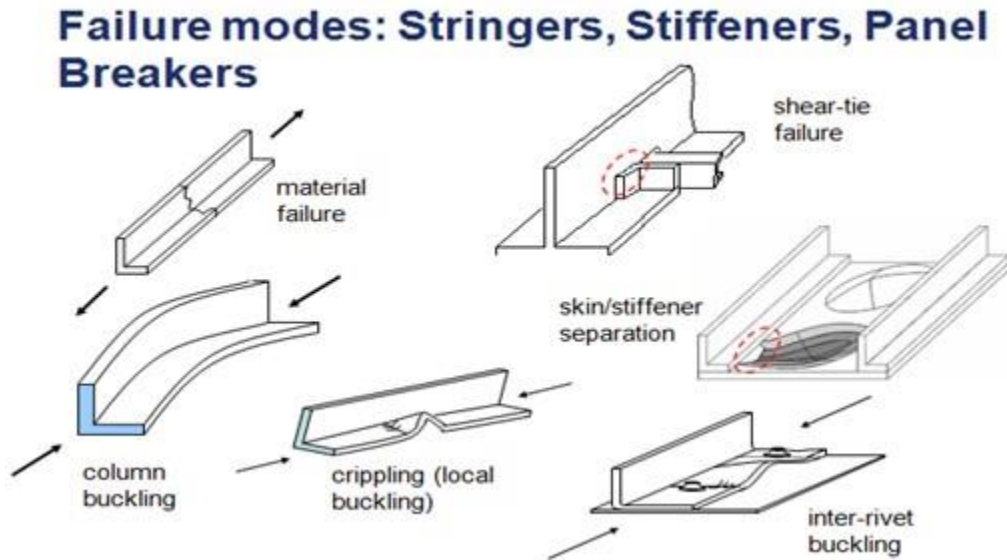 Failure modes: Stringers, Stiffeners, Panel
Breakers
shear-tie
failure
material
failure
skin/stiffener
separation
column
buckling
crippling (local
buckling)
inter-rivet
buckling